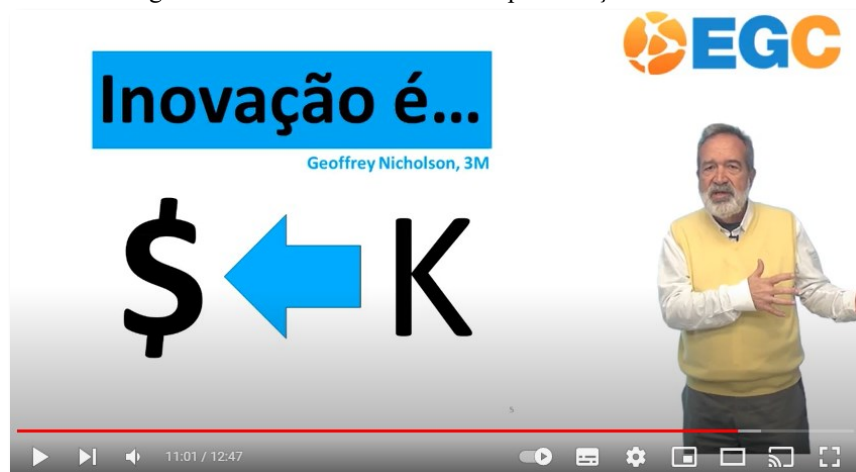 EGC
Inovação é...
Geoffrey Nicholson, 3M
$ K
s
11:01 / 12:47